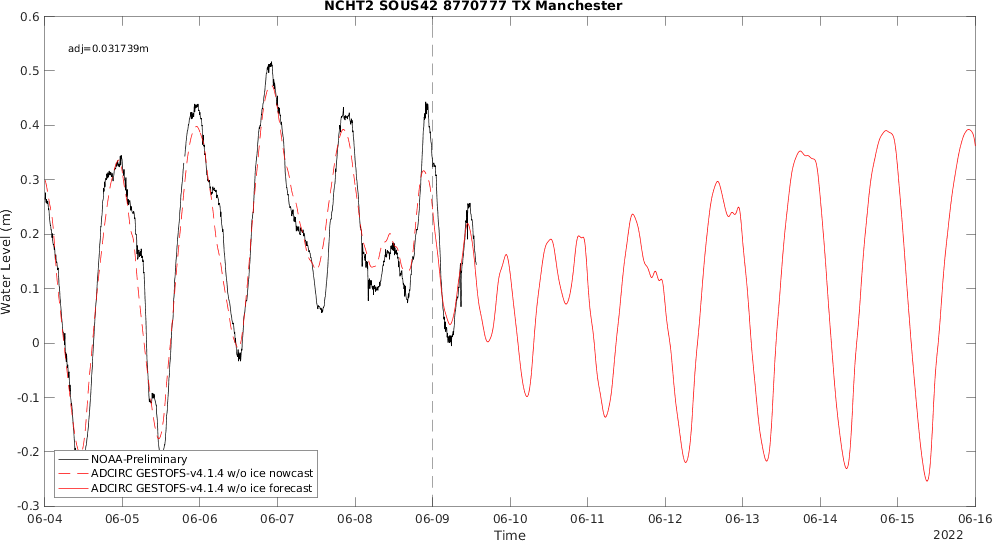 NCHT2 SOUS42 8770777 TX Manchester
adj=0.031739m
0.6
0.5
0.4
0.3
0.2
0.1
0
-0.1
-0.2
-0.3
Water Level (m)
NOAA-Preliminary
ADCIRC GESTOFS-v4.1.4 w/o ice nowcast
ADCIRC GESTOFS-v4.1.4 w/o ice forecast
06-04 06-05 06-06 06-07 06-08 06-09 06-10 06-11 06-12 06-13 06-14 06-15 06-16
Time
2022